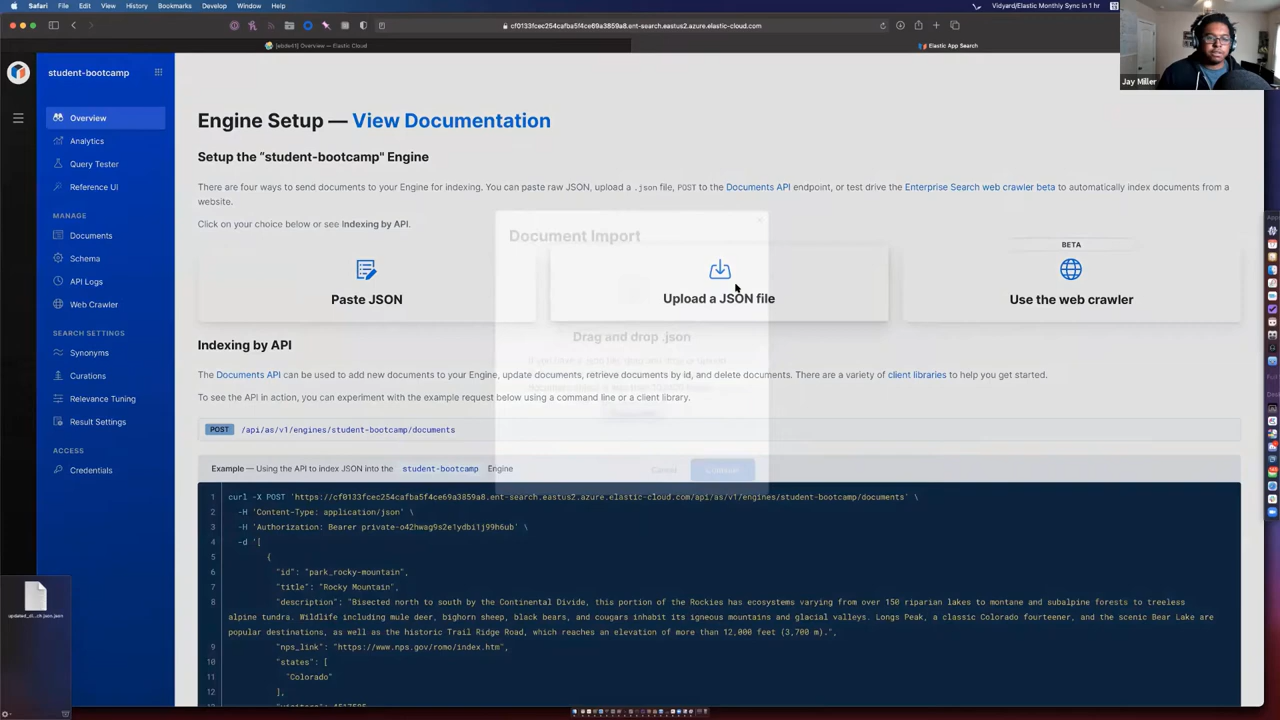 Safari File Edit View History Bookmarks Develop Window Help
Vidyard/Elastic Monthly Sync in 1 hr
cf0133fcec254cafba5f4ce69a3859a8.ent-search.eastus2.azure.elastic-cloud.com
Overview — Elastic Cloud
Elastic App Search
Jay Miller
student-bootcamp
Overview
Analytics
Query Tester
Reference UI
MANAGE
Documents
Schema
API Logs
Web Crawler
SEARCH SETTINGS
Synonyms
Curations
Relevance Tuning
Result Settings
ACCESS
Credentials
Engine Setup — View Documentation
Setup the "student-bootcamp" Engine
There are four ways to send documents to your Engine for indexing. You can paste raw JSON, upload a .json file, POST to the Documents API endpoint, or test drive the Enterprise Search web crawler beta to automatically index documents from a
website.
Click on your choice below or see Indexing by API.
Document Import
BETA
Paste JSON
Upload a JSON file
Use the web crawler
Drag and drop .json
Indexing by API
The Documents API can be used to add new documents to your Engine, update documents, retrieve documents by id, and delete documents. There are a variety of client libraries to help you get started.
To see the API in action, you can experiment with the example request below using a command line or a client library.
POST /api/as/v1/engines/student-bootcamp/documents
Example — Using the API to index JSON into the student-bootcamp Engine
Cancel
1 curl -X POST 'https://cf0133fcec254cafba5f4ce69a3859a8.ent-search.eastus2.azure.elastic-cloud.com/api/as/v1/engines/student-bootcamp/documents' \
2 -H 'Content-Type: application/json' \
3 -H 'Authorization: Bearer private-o42hwag9s2e1ydbi1j99h6ub' \
4 -d '[
5 {
6 "id": "park_rocky-mountain",
7 "title": "Rocky Mountain",
8 "description": "Bisected north to south by the Continental Divide, this portion of the Rockies has ecosystems varying from over 150 riparian lakes to montane and subalpine forests to treeless
alpine tundra. Wildlife including mule deer, bighorn sheep, black bears, and cougars inhabit its igneous mountains and glacial valleys. Longs Peak, a classic Colorado fourteener, and the scenic Bear Lake are
popular destinations, as well as the historic Trail Ridge Road, which reaches an elevation of more than 12,000 feet (3,700 m).",
9 "nps_link": "https://www.nps.gov/romo/index.htm",
10 "states": [
11 "Colorado"
12 ],